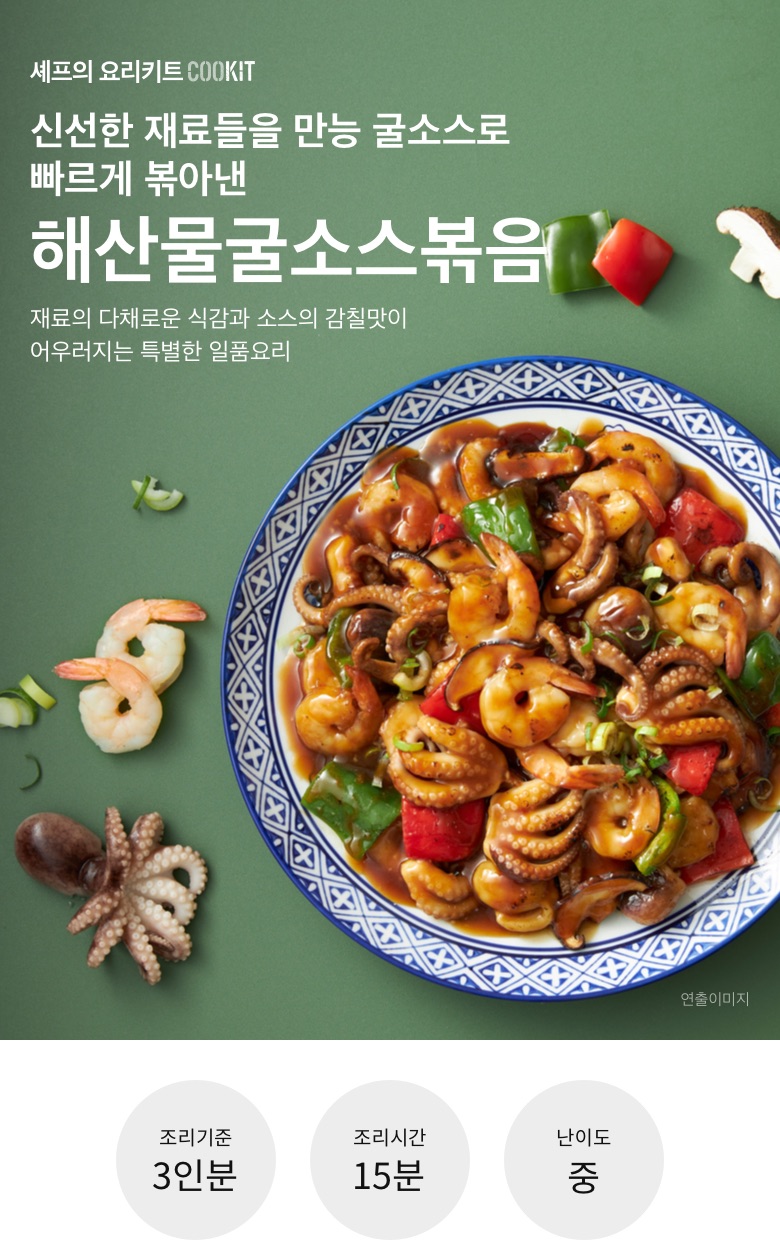 셰프의 요리키트 COOKIT
신선한 재료들을 만능 굴소스로
빠르게 볶아낸
해산물굴소스볶음
재료의 다채로운 식감과 소스의 감칠맛이
어우러지는 특별한 일품요리
연출이미지
조리기준
3인분
조리시간
15분
난이도
중